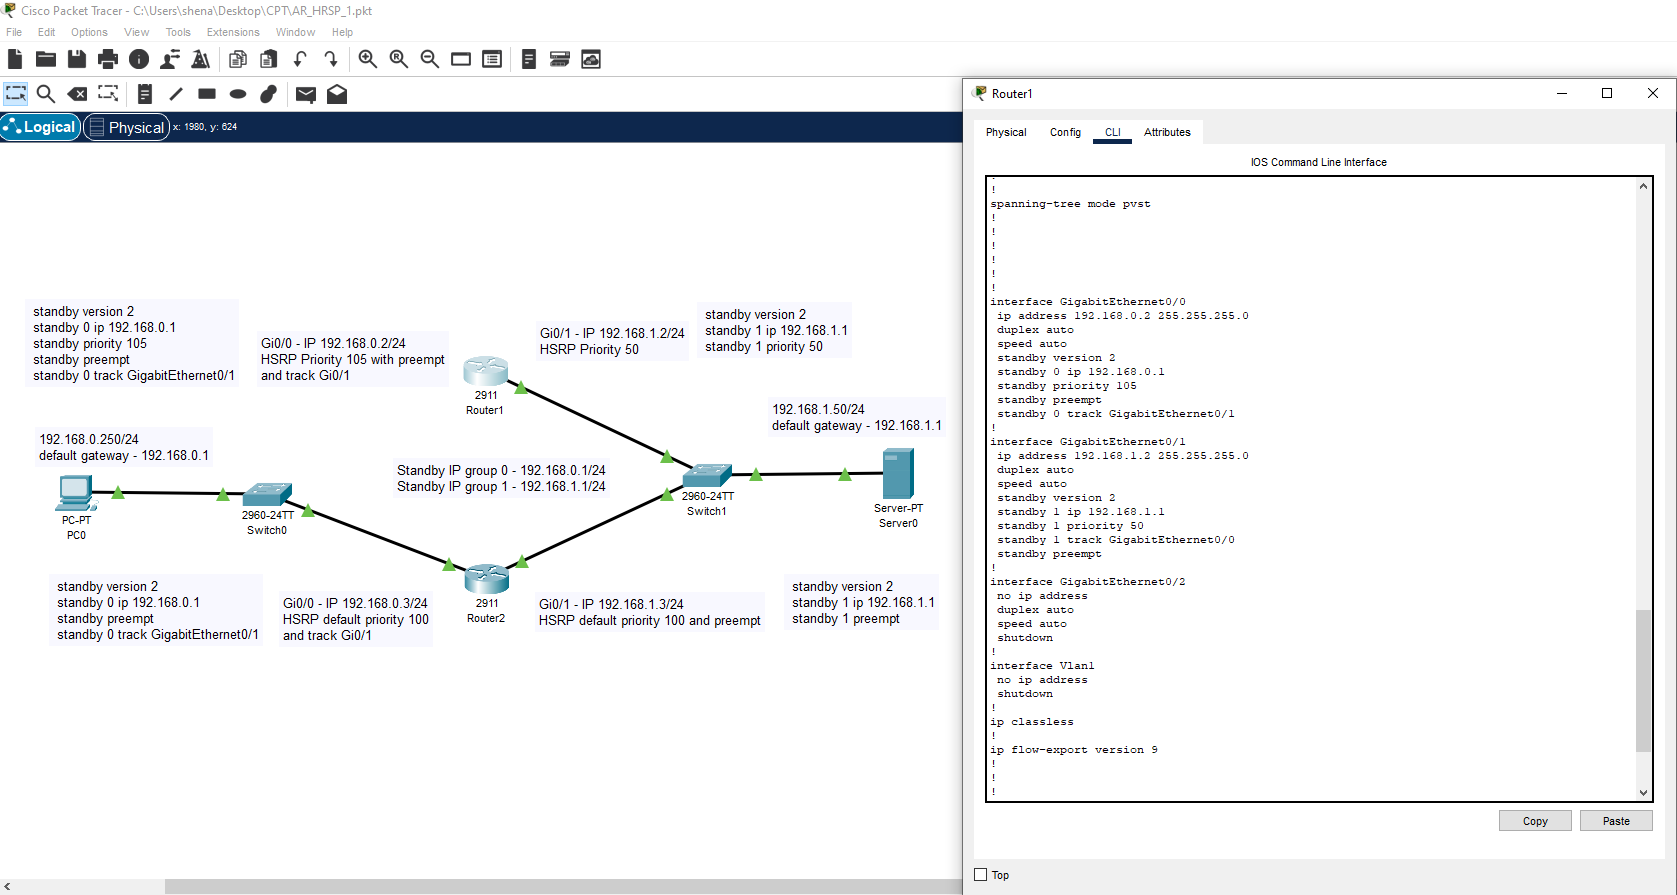 Cisco Packet Tracer - C:\Users\shena\Desktop\CPT\AR_HRSP_1.pkt
File Edit Options View Tools Extensions Window Help
Logical Physical x: 1980, y: 624
standby version 2
standby 0 ip 192.168.0.1
standby priority 105
standby preempt
standby 0 track GigabitEthernet0/1
Gi0/0 - IP 192.168.0.2/24
HSRP Priority 105 with preempt
and track Gi0/1
2911
Router1
Gi0/1 - IP 192.168.1.2/24
HSRP Priority 50
standby version 2
standby 1 ip 192.168.1.1
standby 1 priority 50
192.168.1.50/24
default gateway - 192.168.1.1
192.168.0.250/24
default gateway - 192.168.0.1
PC-PT
PC0
2960-24TT
Switch0
Standby IP group 0 - 192.168.0.1/24
Standby IP group 1 - 192.168.1.1/24
2960-24TT
Switch1
Server-PT
Server0
standby version 2
standby 0 ip 192.168.0.1
standby preempt
standby 0 track GigabitEthernet0/1
Gi0/0 - IP 192.168.0.3/24
HSRP default priority 100
and track Gi0/1
2911
Router2
Gi0/1 - IP 192.168.1.3/24
HSRP default priority 100 and preempt
standby version 2
standby 1 ip 192.168.1.1
standby 1 preempt
Router1
Physical Config CLI Attributes
IOS Command Line Interface
!
spanning-tree mode pvst
!
!
!
!
!
!
interface GigabitEthernet0/0
ip address 192.168.0.2 255.255.255.0
duplex auto
speed auto
standby version 2
standby 0 ip 192.168.0.1
standby priority 105
standby preempt
standby 0 track GigabitEthernet0/1
!
interface GigabitEthernet0/1
ip address 192.168.1.2 255.255.255.0
duplex auto
speed auto
standby version 2
standby 1 ip 192.168.1.1
standby 1 priority 50
standby 1 track GigabitEthernet0/0
standby preempt
!
interface GigabitEthernet0/2
no ip address
duplex auto
speed auto
shutdown
!
interface Vlan1
no ip address
shutdown
!
ip classless
!
ip flow-export version 9
!
!
!
Copy Paste
Top